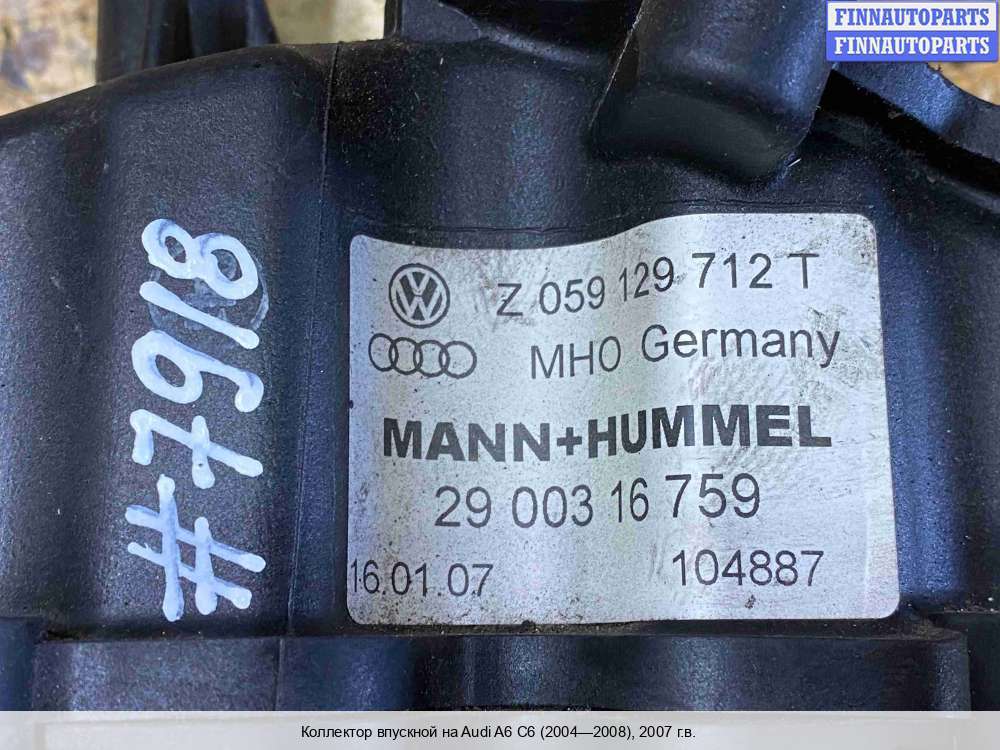 FINNAUTOPARTS
FINNAUTOPARTS
#7918
Z 059 129 712 T
MHO Germany
MANN+HUMMEL
29 003 16 759
16.01.07 104887
Коллектор впускной на Audi A6 C6 (2004—2008), 2007 г.в.